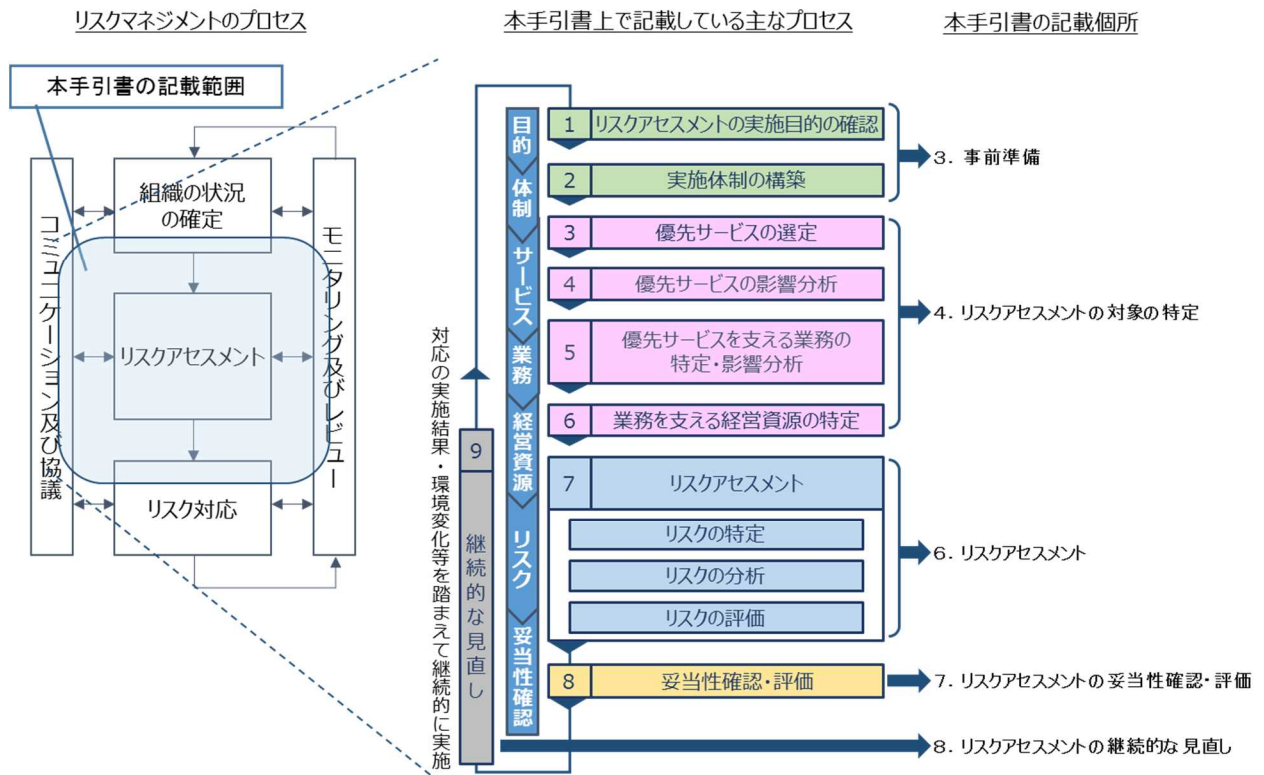 リスクマネジメントのプロセス
本手引書の記載範囲
組織の状況
の確定
コミュニケーション及び協議
モニタリング及びレビュー
リスクアセスメント
リスク対応
本手引書上で記載している主なプロセス
目的
体制
サービス
業務
経営資源
リスク
妥当性確認
1 リスクアセスメントの実施目的の確認
2 実施体制の構築
3 優先サービスの選定
4 優先サービスの影響分析
5 優先サービスを支える業務の
特定・影響分析
6 業務を支える経営資源の特定
7 リスクアセスメント
リスクの特定
リスクの分析
リスクの評価
8 妥当性確認・評価
9 継続的な見直し
対応の実施結果・環境変化等を踏まえて継続的に実施
本手引書の記載個所
3．事前準備
4．リスクアセスメントの対象の特定
6．リスクアセスメント
7．リスクアセスメントの妥当性確認・評価
8．リスクアセスメントの継続的な見直し